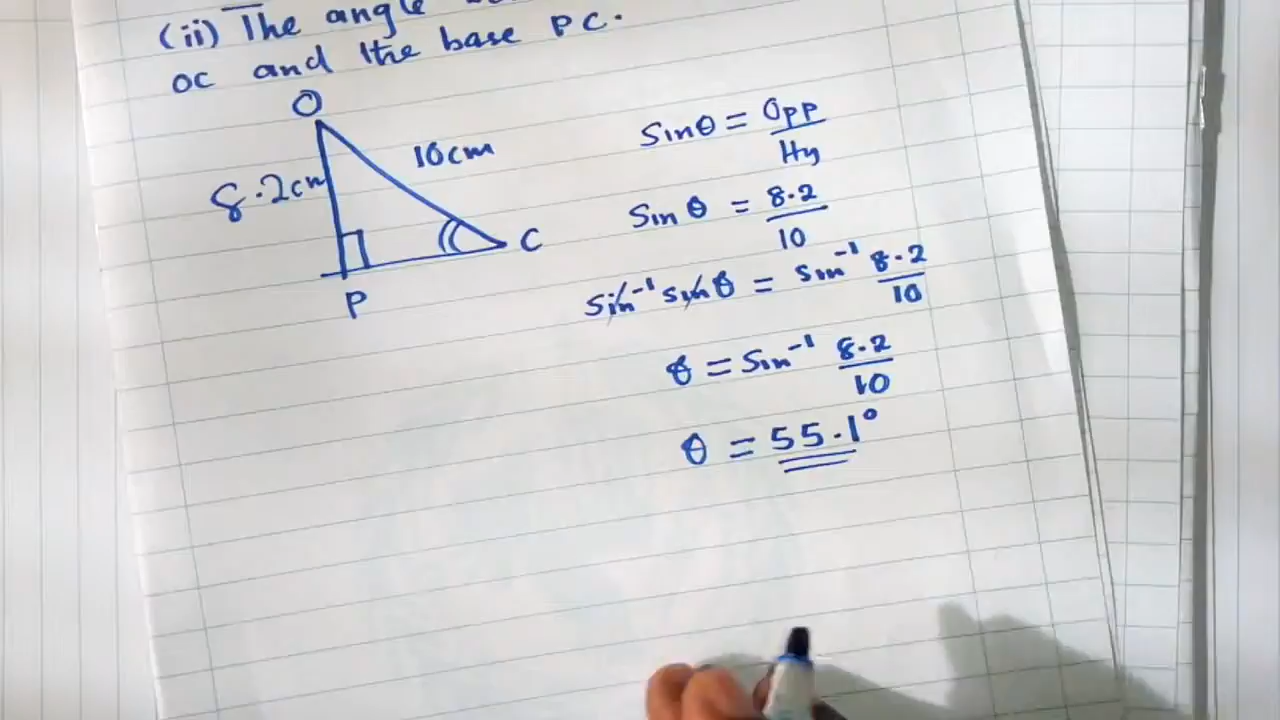 (ii) The angle
OC and the base PC.
O
10cm
8.2cm
C
P
Sinθ = Opp/Hy
Sin θ = 8.2/10
Sin⁻¹ sinθ = Sin⁻¹ 8.2/10
θ = Sin⁻¹ 8.2/10
θ = 55.1°